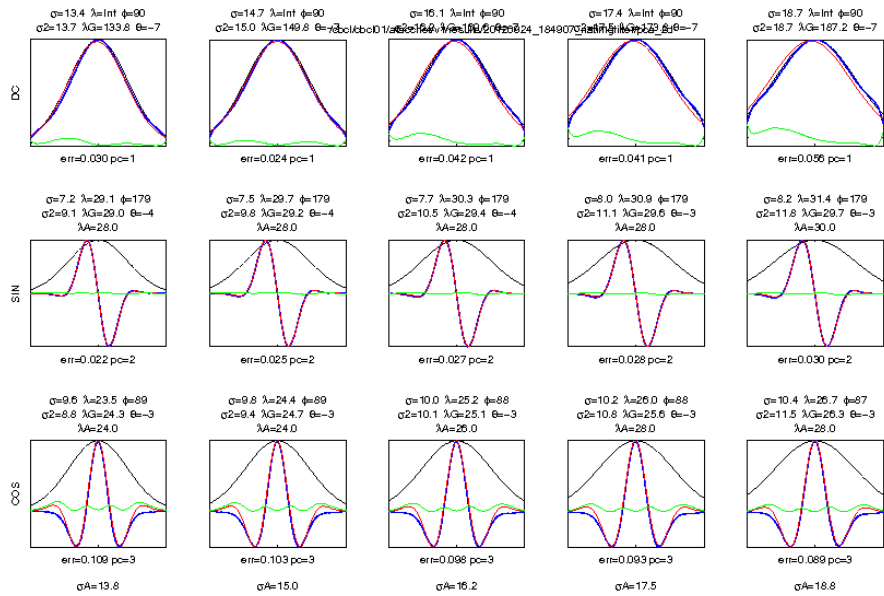 σ=13.4 λ=Inf φ=90 σ=14.7 λ=Inf φ=90 σ=16.1 λ=Inf φ=90 σ=17.4 λ=Inf φ=90 σ=18.7 λ=Inf φ=90
σ2=13.7 λG=133.8 θ=-7 σ2=15.0 λG=149.8 θ=-7 σ2=18.7 λG=187.2 θ=-7
DC
err=0.030 pc=1 err=0.024 pc=1 err=0.042 pc=1 err=0.041 pc=1 err=0.056 pc=1
σ=7.2 λ=29.1 φ=179 σ=7.5 λ=29.7 φ=179 σ=7.7 λ=30.3 φ=179 σ=8.0 λ=30.9 φ=179 σ=8.2 λ=31.4 φ=179
σ2=9.1 λG=29.0 θ=-4 σ2=9.8 λG=29.2 θ=-4 σ2=10.5 λG=29.4 θ=-4 σ2=11.1 λG=29.6 θ=-3 σ2=11.8 λG=29.7 θ=-3
λA=28.0 λA=28.0 λA=28.0 λA=28.0 λA=30.0
SIN
err=0.022 pc=2 err=0.025 pc=2 err=0.027 pc=2 err=0.028 pc=2 err=0.030 pc=2
σ=9.6 λ=23.5 φ=89 σ=9.8 λ=24.4 φ=89 σ=10.0 λ=25.2 φ=88 σ=10.2 λ=26.0 φ=88 σ=10.4 λ=26.7 φ=87
σ2=8.8 λG=24.3 θ=-3 σ2=9.4 λG=24.7 θ=-3 σ2=10.1 λG=25.1 θ=-3 σ2=10.8 λG=25.6 θ=-3 σ2=11.5 λG=26.3 θ=-3
λA=24.0 λA=24.0 λA=26.0 λA=28.0 λA=28.0
COS
err=0.109 pc=3 err=0.103 pc=3 err=0.098 pc=3 err=0.093 pc=3 err=0.089 pc=3
σA=13.8 σA=15.0 σA=16.2 σA=17.5 σA=18.8